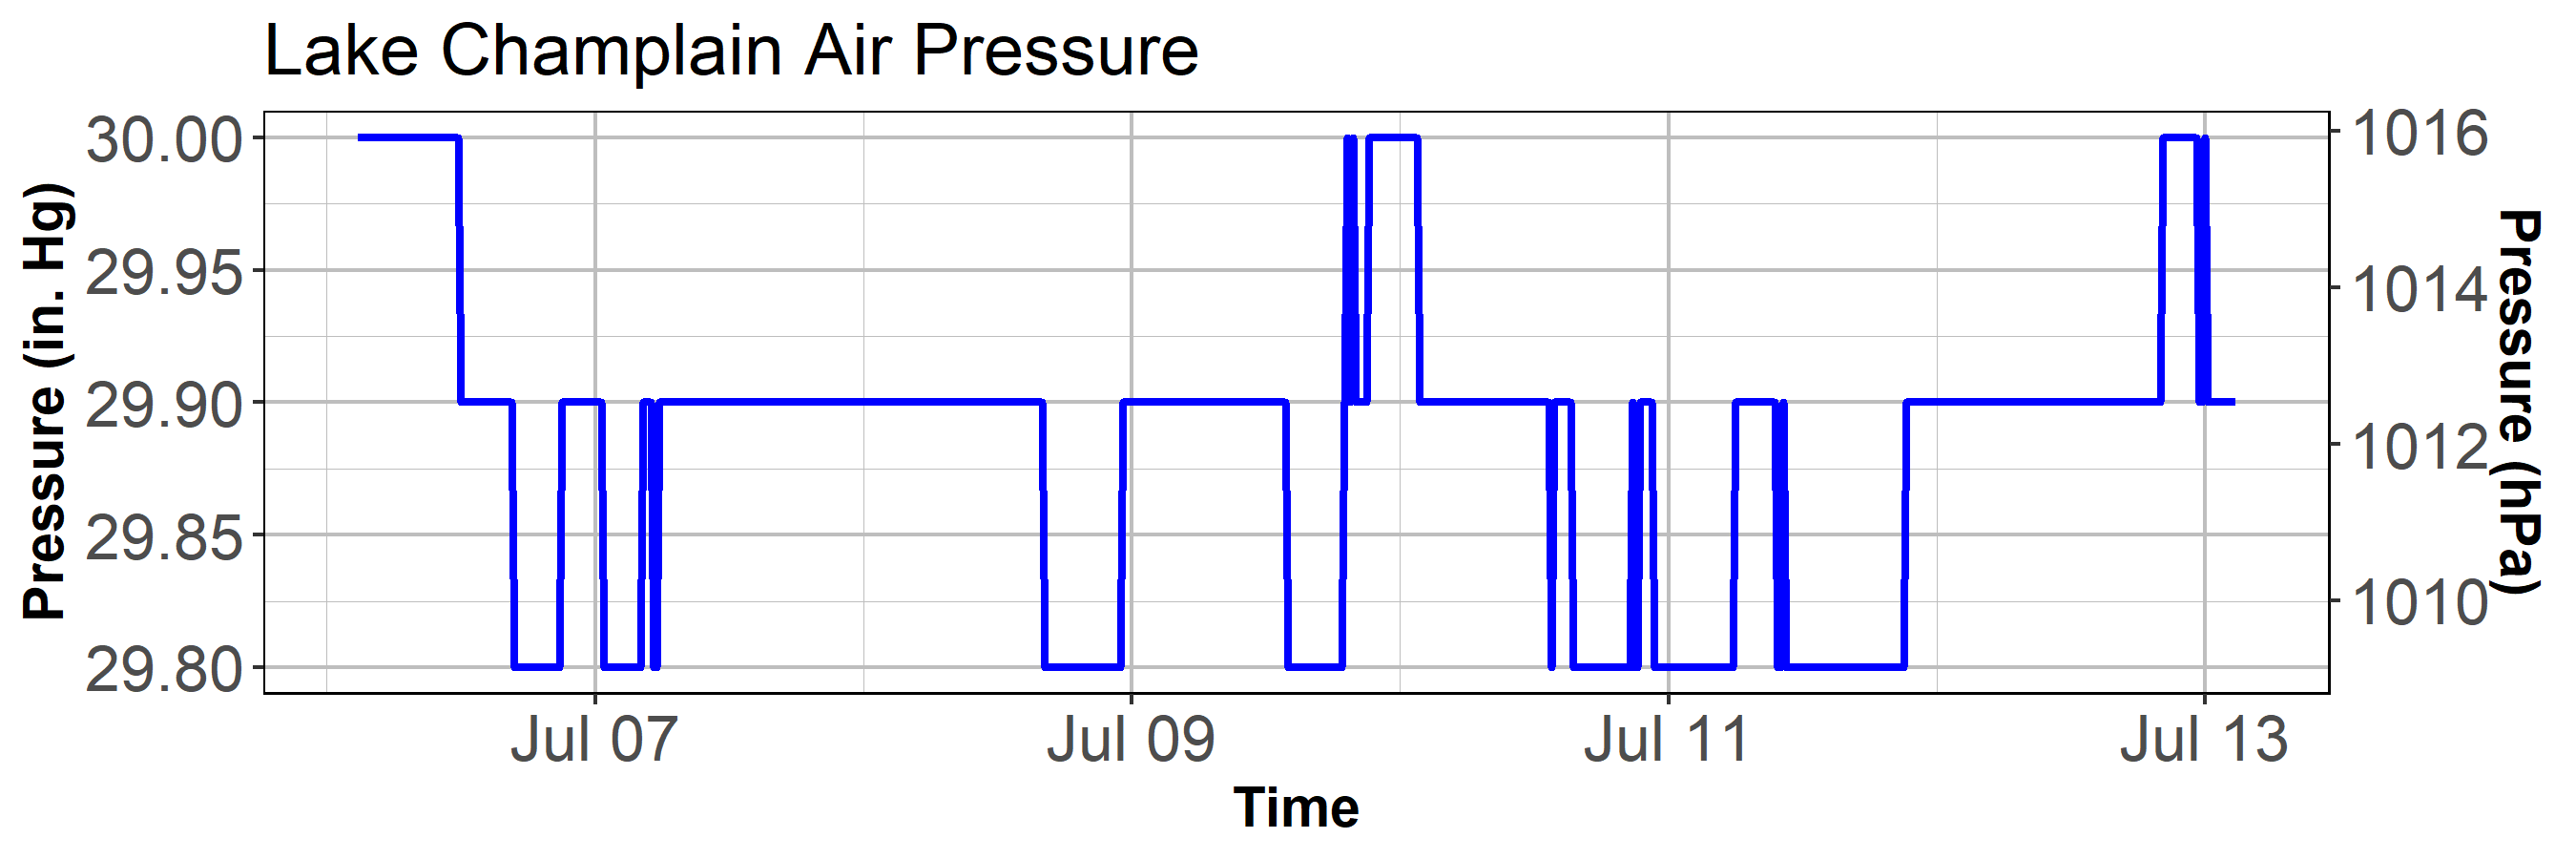 Lake Champlain Air Pressure
Pressure (in. Hg)
30.00
29.95
29.90
29.85
29.80
1016
1014
1012
1010
Pressure (hPa)
Jul 07
Jul 09
Jul 11
Jul 13
Time